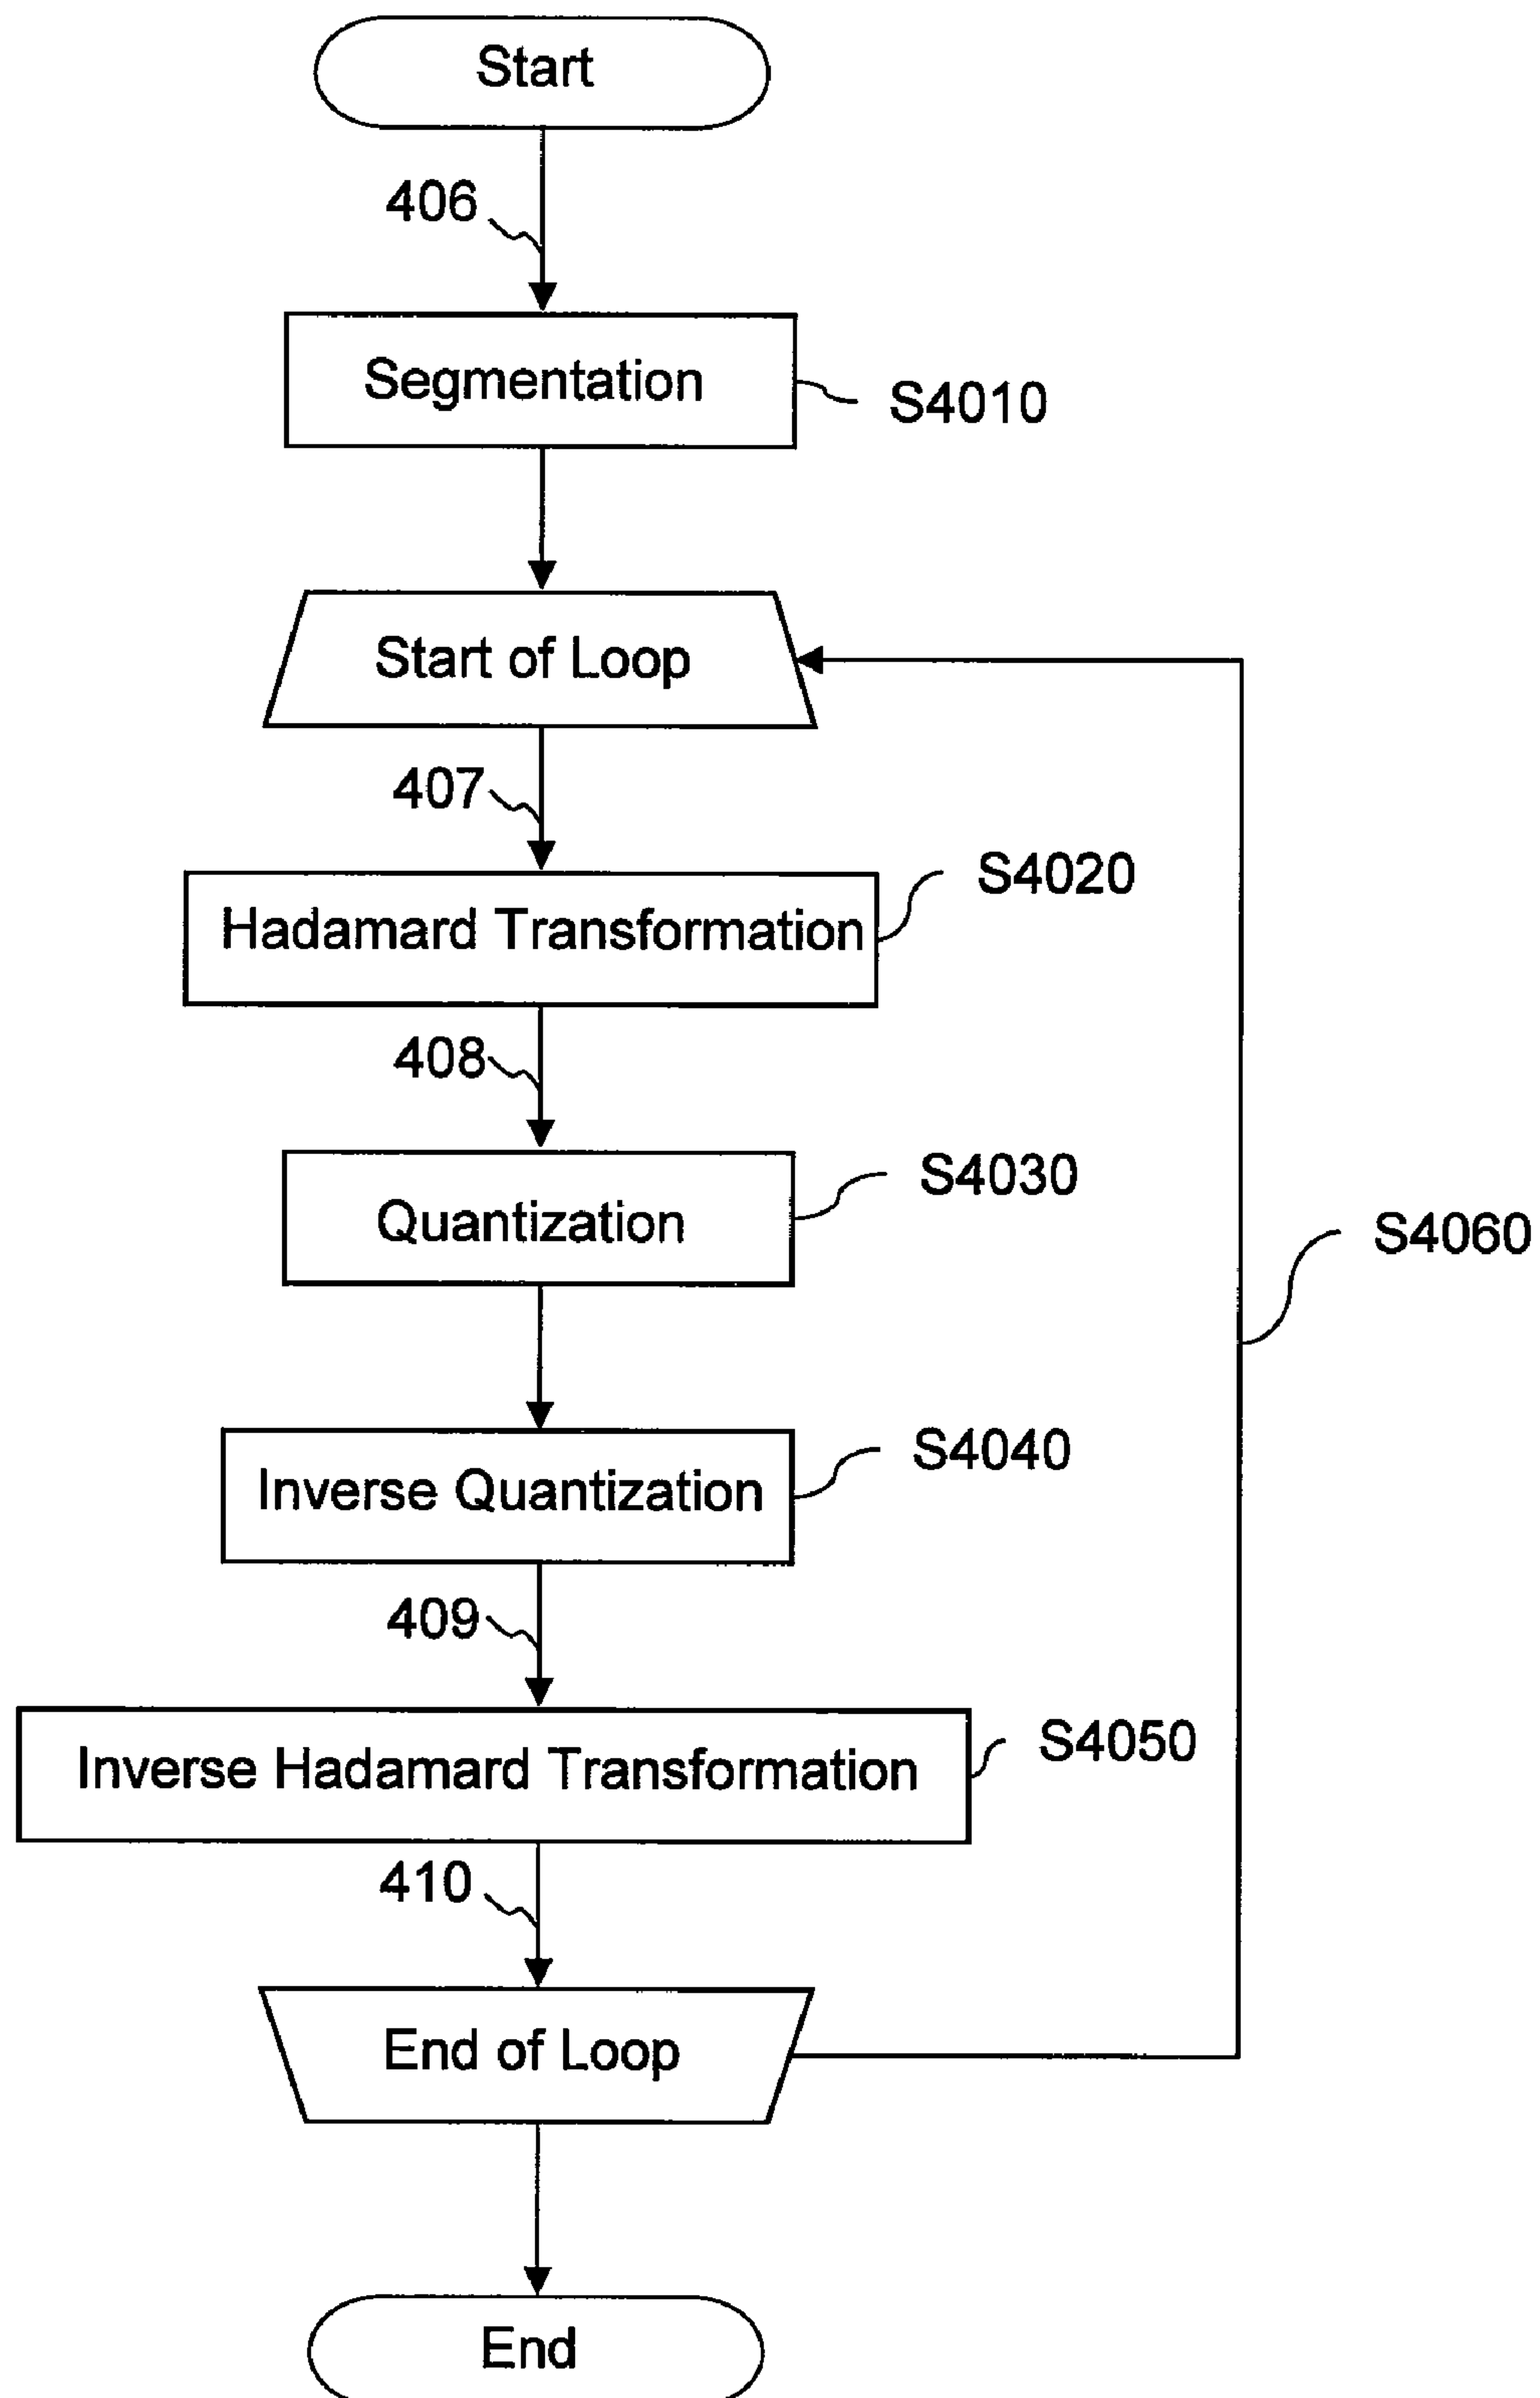 Start
406
Segmentation
S4010
Start of Loop
407
Hadamard Transformation
S4020
408
Quantization
S4030
S4060
Inverse Quantization
S4040
409
Inverse Hadamard Transformation
S4050
410
End of Loop
End